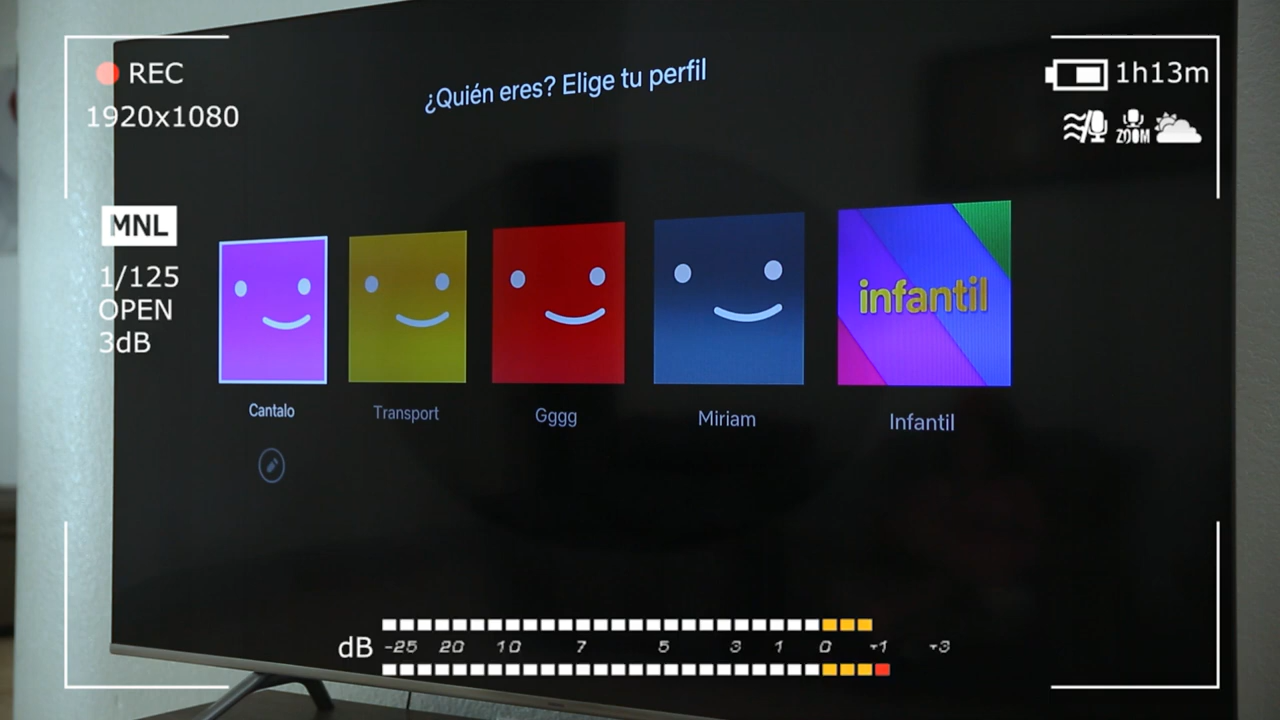 REC
1920x1080
1h13m
ZOOM
¿Quién eres? Elige tu perfil
MNL
1/125
OPEN
3dB
infantil
Cantalo
Transport
Gggg
Miriam
Infantil
dB -25 20 10 7 5 3 1 0 +1 +3